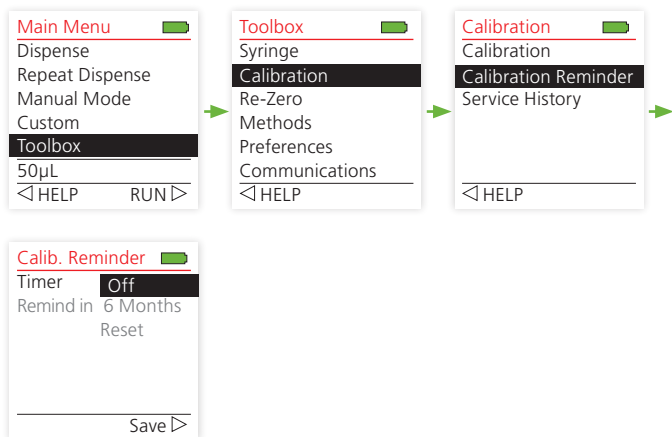 Main Menu
Dispense
Repeat Dispense
Manual Mode
Custom
Toolbox
50µL
HELP RUN
Toolbox
Syringe
Calibration
Re-Zero
Methods
Preferences
Communications
HELP
Calibration
Calibration
Calibration Reminder
Service History
HELP
Calib. Reminder
Timer Off
Remind in 6 Months
Reset
Save